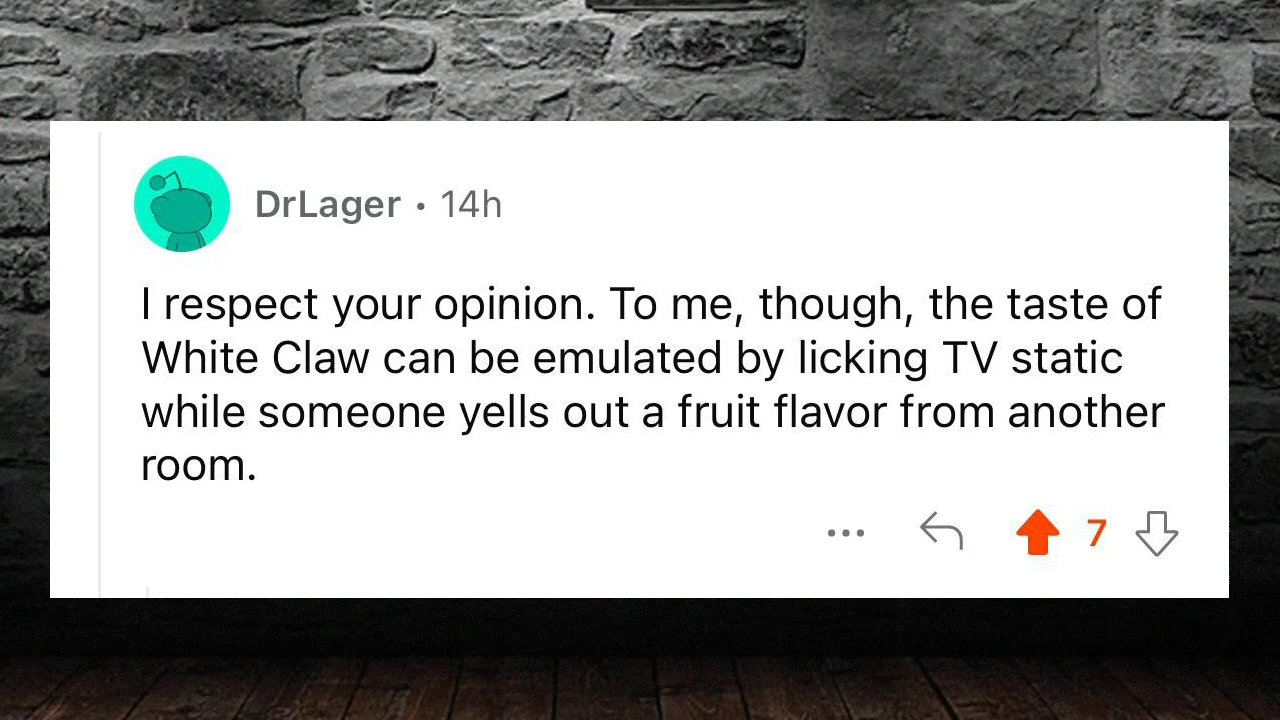 DrLager • 14h
I respect your opinion. To me, though, the taste of
White Claw can be emulated by licking TV static
while someone yells out a fruit flavor from another
room.
7